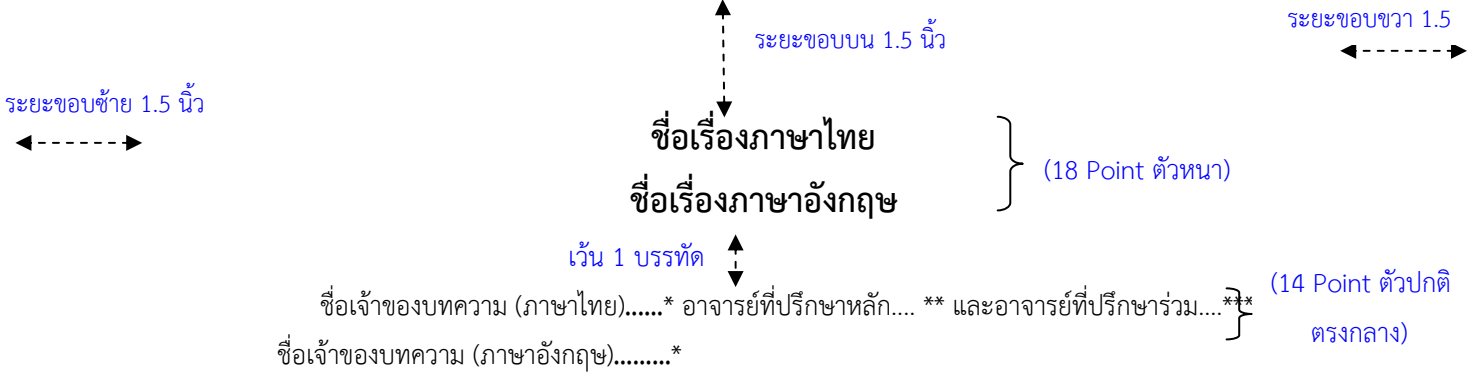 ระยะขอบขวา 1.5
ระยะขอบบน 1.5 นิ้ว
ระยะขอบซ้าย 1.5 นิ้ว
ชื่อเรื่องภาษาไทย
(18 Point ตัวหนา)
ชื่อเรื่องภาษาอังกฤษ
เว้น 1 บรรทัด
(14 Point ตัวปกติ
ชื่อเจ้าของบทความ (ภาษาไทย)......* อาจารย์ที่ปรึกษาหลัก.... ** และอาจารย์ที่ปรึกษาร่วม....***
ตรงกลาง)
ชื่อเจ้าของบทความ (ภาษาอังกฤษ).........*